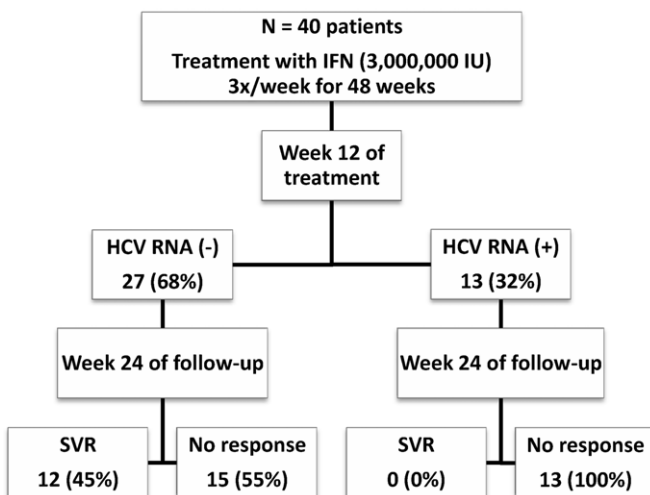 N = 40 patients
Treatment with IFN (3,000,000 IU)
3x/week for 48 weeks
Week 12 of
treatment
HCV RNA (-)
27 (68%)
HCV RNA (+)
13 (32%)
Week 24 of follow-up
Week 24 of follow-up
SVR
12 (45%)
No response
15 (55%)
SVR
0 (0%)
No response
13 (100%)